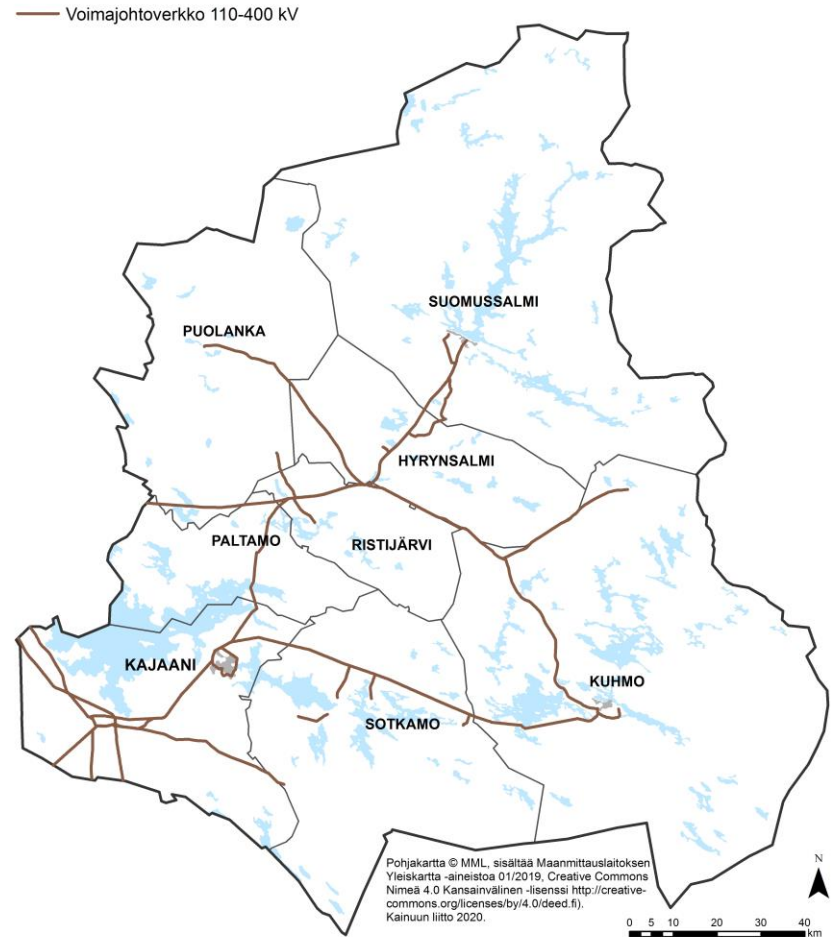 Voimajohtoverkko 110-400 kV
SUOMUSSALMI
PUOLANKA
HYRYNSALMI
PALTAMO
RISTIJÄRVI
KAJAANI
KUHMO
SOTKAMO
Pohjakartta © MML, sisältää Maanmittauslaitoksen
Yleiskartta -aineistoa 01/2019, Creative Commons
Nimeä 4.0 Kansainvälinen -lisenssi http://creative-
commons.org/licenses/by/4.0/deed.fi).
Kainuun liitto 2020.
N
0 5 10 20 30 40
km